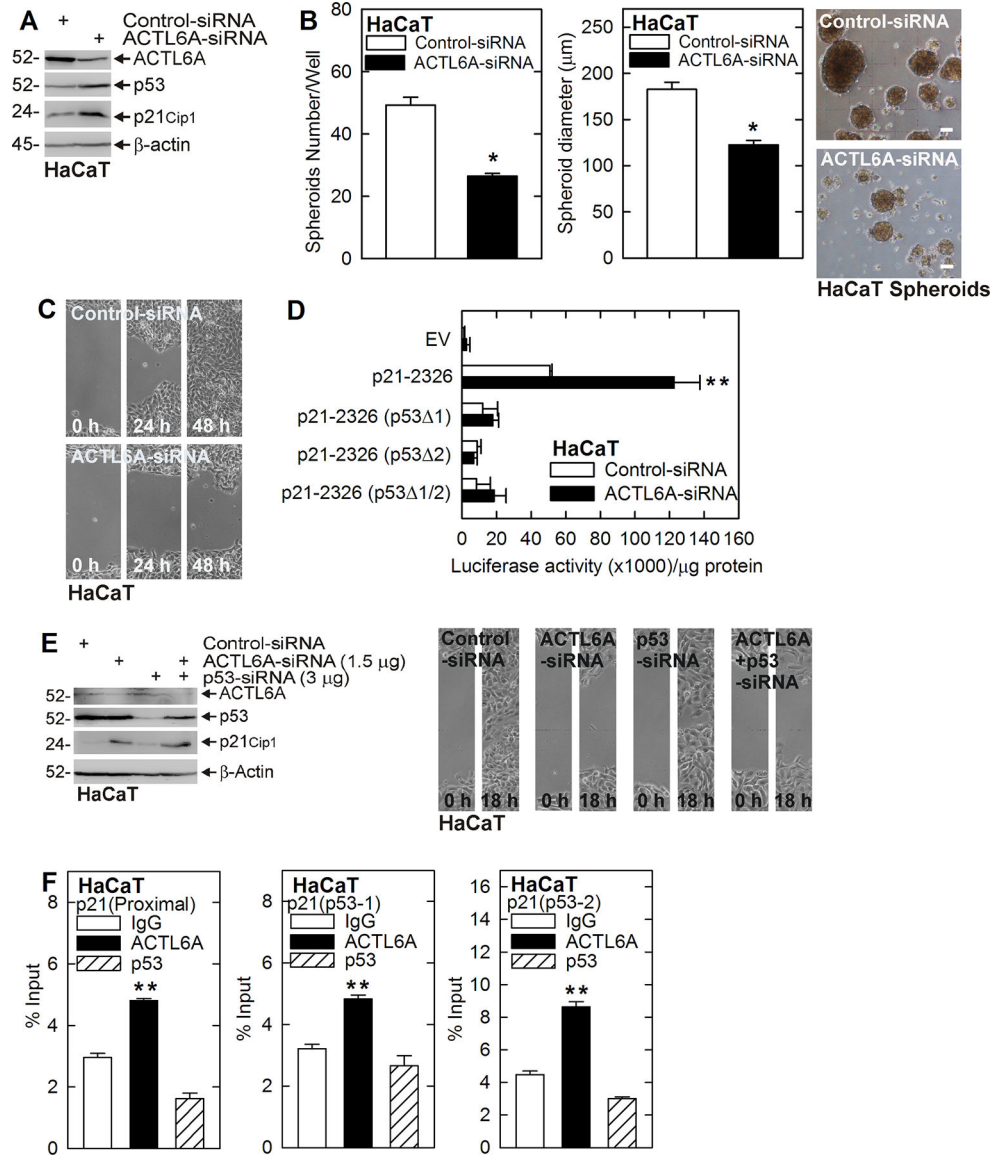 A
+
Control-siRNA
+
ACTL6A-siRNA
52-
ACTL6A
52-
p53
24-
p21Cip1
45-
β-actin
HaCaT
B
HaCaT
Control-siRNA
ACTL6A-siRNA
Spheroids Number/Well
80
60
40
20
0
*
HaCaT
Control-siRNA
ACTL6A-siRNA
Spheroid diameter (μm)
250
200
150
100
50
0
*
Control-siRNA
ACTL6A-siRNA
HaCaT Spheroids
C
Control-siRNA
0 h 24 h 48 h
ACTL6A-siRNA
0 h 24 h 48 h
HaCaT
D
EV
p21-2326
**
p21-2326 (p53Δ1)
p21-2326 (p53Δ2)
p21-2326 (p53Δ1/2)
HaCaT
Control-siRNA
ACTL6A-siRNA
0 20 40 60 80 100 120 140 160
Luciferase activity (x1000)/μg protein
E
+ Control-siRNA
+ + ACTL6A-siRNA (1.5 μg)
+ + p53-siRNA (3 μg)
52- ACTL6A
52- p53
24- p21Cip1
52- β-Actin
HaCaT
Control
-siRNA
ACTL6A
-siRNA
p53
-siRNA
ACTL6A
+p53
-siRNA
0 h 18 h 0 h 18 h 0 h 18 h 0 h 18 h
HaCaT
F
HaCaT
p21(Proximal)
IgG
ACTL6A
p53
**
% Input
8
6
4
2
0
HaCaT
p21(p53-1)
IgG
ACTL6A
p53
**
% Input
8
6
4
2
0
HaCaT
p21(p53-2)
IgG
ACTL6A
p53
**
% Input
16
14
12
10
8
6
4
2
0